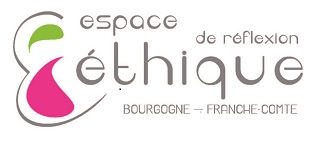 espace
de réflexion
éthique
BOURGOGNE – FRANCHE-COMTE